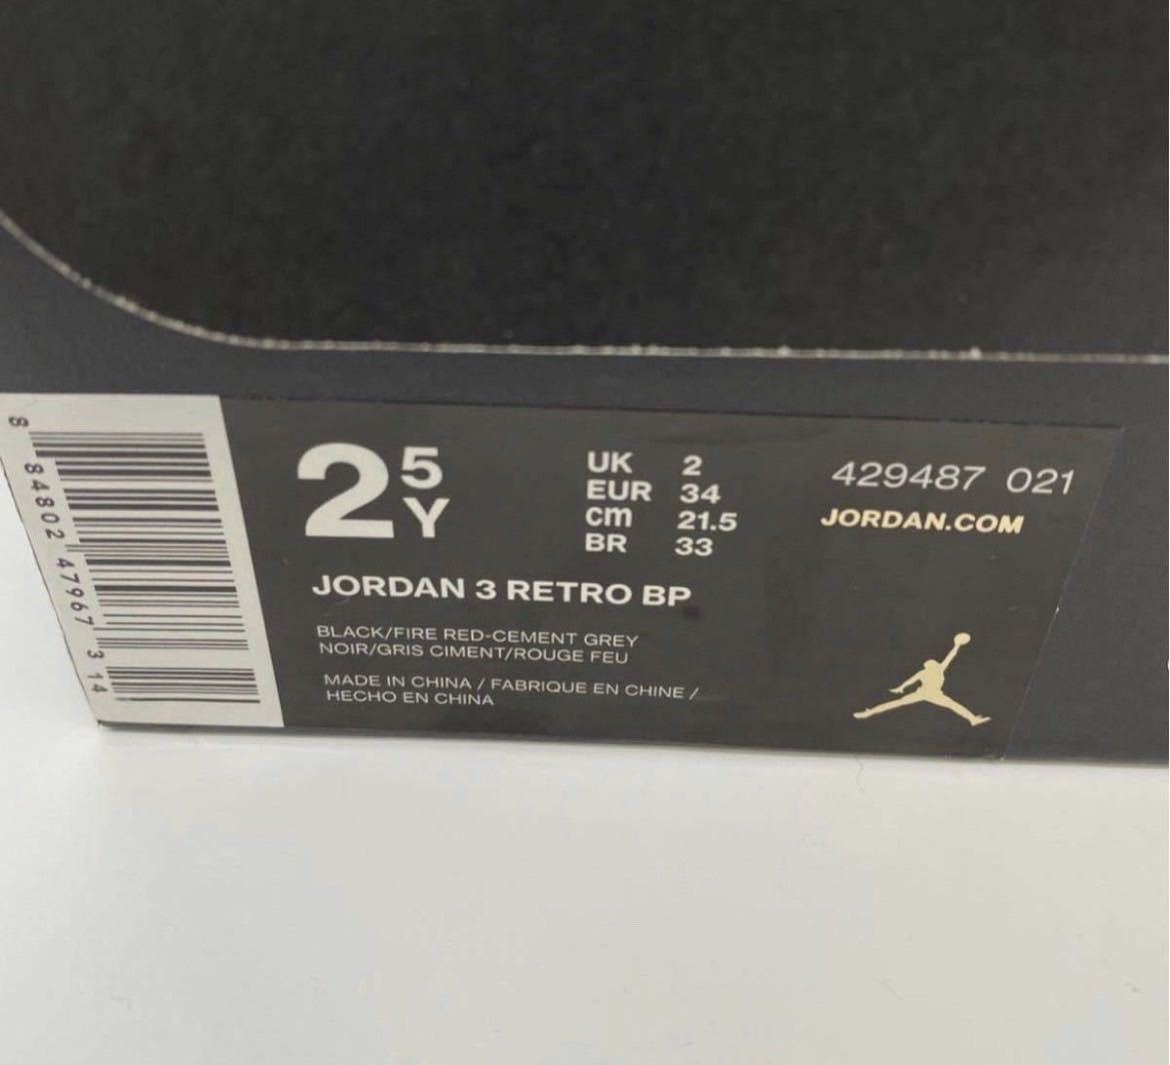 8 84802 47967 3 14
2 5Y
UK 2
EUR 34
cm 21.5
BR 33
429487 021
JORDAN.COM
JORDAN 3 RETRO BP
BLACK/FIRE RED-CEMENT GREY
NOIR/GRIS CIMENT/ROUGE FEU
MADE IN CHINA / FABRIQUE EN CHINE /
HECHO EN CHINA